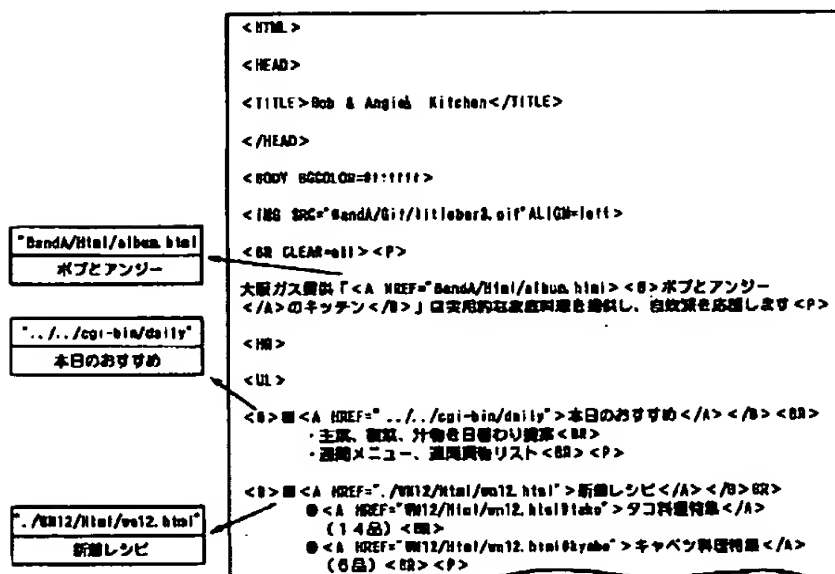 <HTML>
<HEAD>
<TITLE>Bob & Angieà Kitchen</TITLE>
</HEAD>
<BODY BGCOLOR=#ffffff>
<IMG SRC="BandA/Gif/titlebar3.gif"ALIGN=left>
<BR CLEAR=all><P>
"BandA/Html/album.html
ボブとアンジー
大阪ガス提供「<A HREF="BandA/Html/album.html><B>ボブとアンジー
</A>のキッチン</B>」は実用的な家庭料理を提供し、自炊派を応援します<P>
<HR>
<UL>
"../../cgi-bin/daily"
本日のおすすめ
<B>■<A HREF="../../cgi-bin/daily">本日のおすすめ</A></B><BR>
・主菜、副菜、汁物を日替わり提案<BR>
・週間メニュー、週間買物リスト<BR><P>
"./WN12/Html/wn12.html"
新着レシピ
<B>■<A HREF="./WN12/Html/wn12.html">新着レシピ</A></B>BR>
●<A HREF="WN12/Html/wn12.html#tako">タコ料理特集</A>
(14品)<BR>
●<A HREF="WN12/Html/wn12.html#kyabe">キャベツ料理特集</A>
(6品)<BR><P>